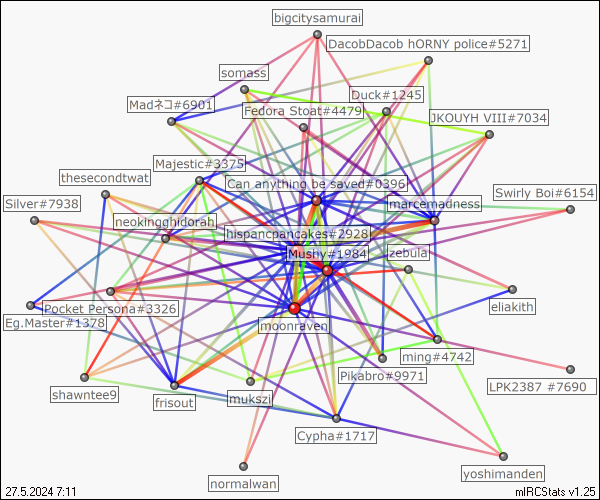 bigcitysamurai
DacobDacob hORNY police#5271
somass
Duck#1245
Madネコ#6901
Fedora Stoat#4479
JKOUYH VIII#7034
Majestic#3375
thesecondtwat
Can anything be saved#0396
Swirly Boi#6154
Silver#7938
marcemadness
neokingghidorah
hispancpancakes#2928
Mushy#1984
zebula
Pocket Persona#3326
eliakith
Eg.Master#1378
moonraven
ming#4742
Pikabro#9971
LPK2387 #7690
shawntee9
frisout
mukszi
Cypha#1717
normalwan
yoshimanden
27.5.2024 7:11
mIRCStats v1.25